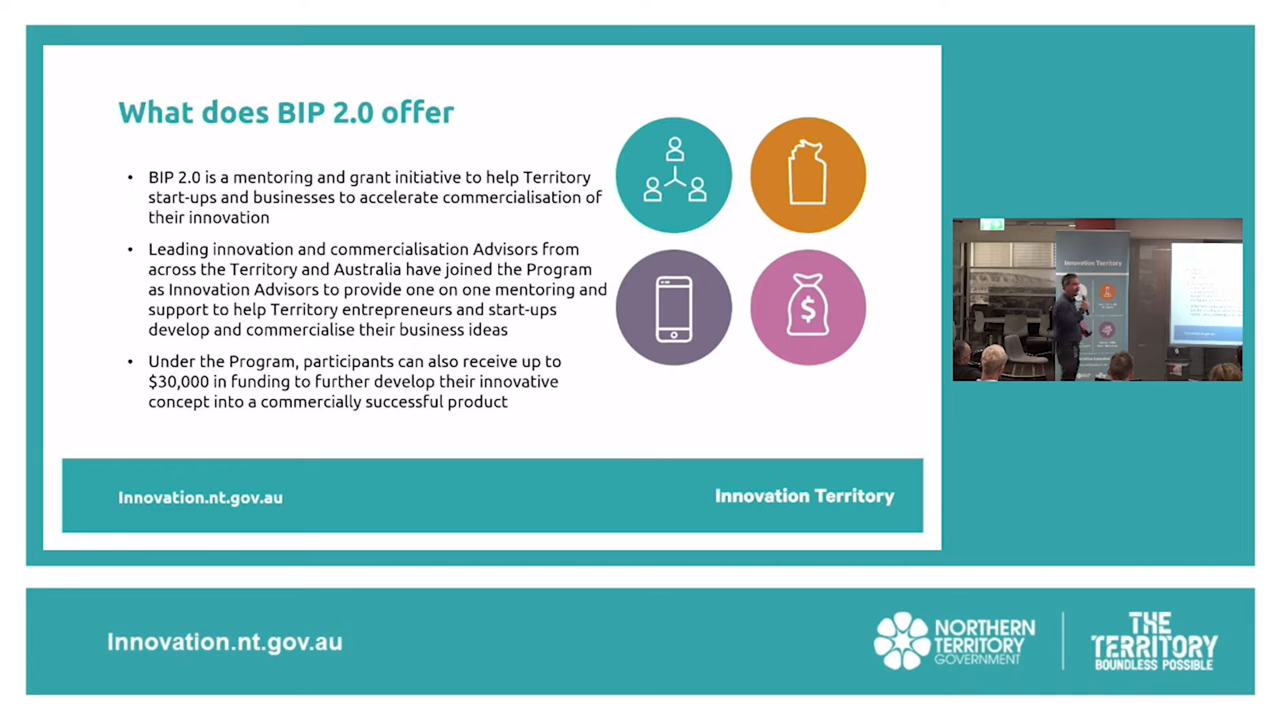 What does BIP 2.0 offer
• BIP 2.0 is a mentoring and grant initiative to help Territory
start-ups and businesses to accelerate commercialisation of
their innovation
• Leading innovation and commercialisation Advisors from
across the Territory and Australia have joined the Program
as Innovation Advisors to provide one on one mentoring and
support to help Territory entrepreneurs and start-ups
develop and commercialise their business ideas
• Under the Program, participants can also receive up to
$30,000 in funding to further develop their innovative
concept into a commercially successful product
$
Innovation.nt.gov.au
Innovation Territory
Innovation Territory
Innovation.nt.gov.au
NORTHERN
TERRITORY
GOVERNMENT
THE
TERRITORY
BOUNDLESS POSSIBLE